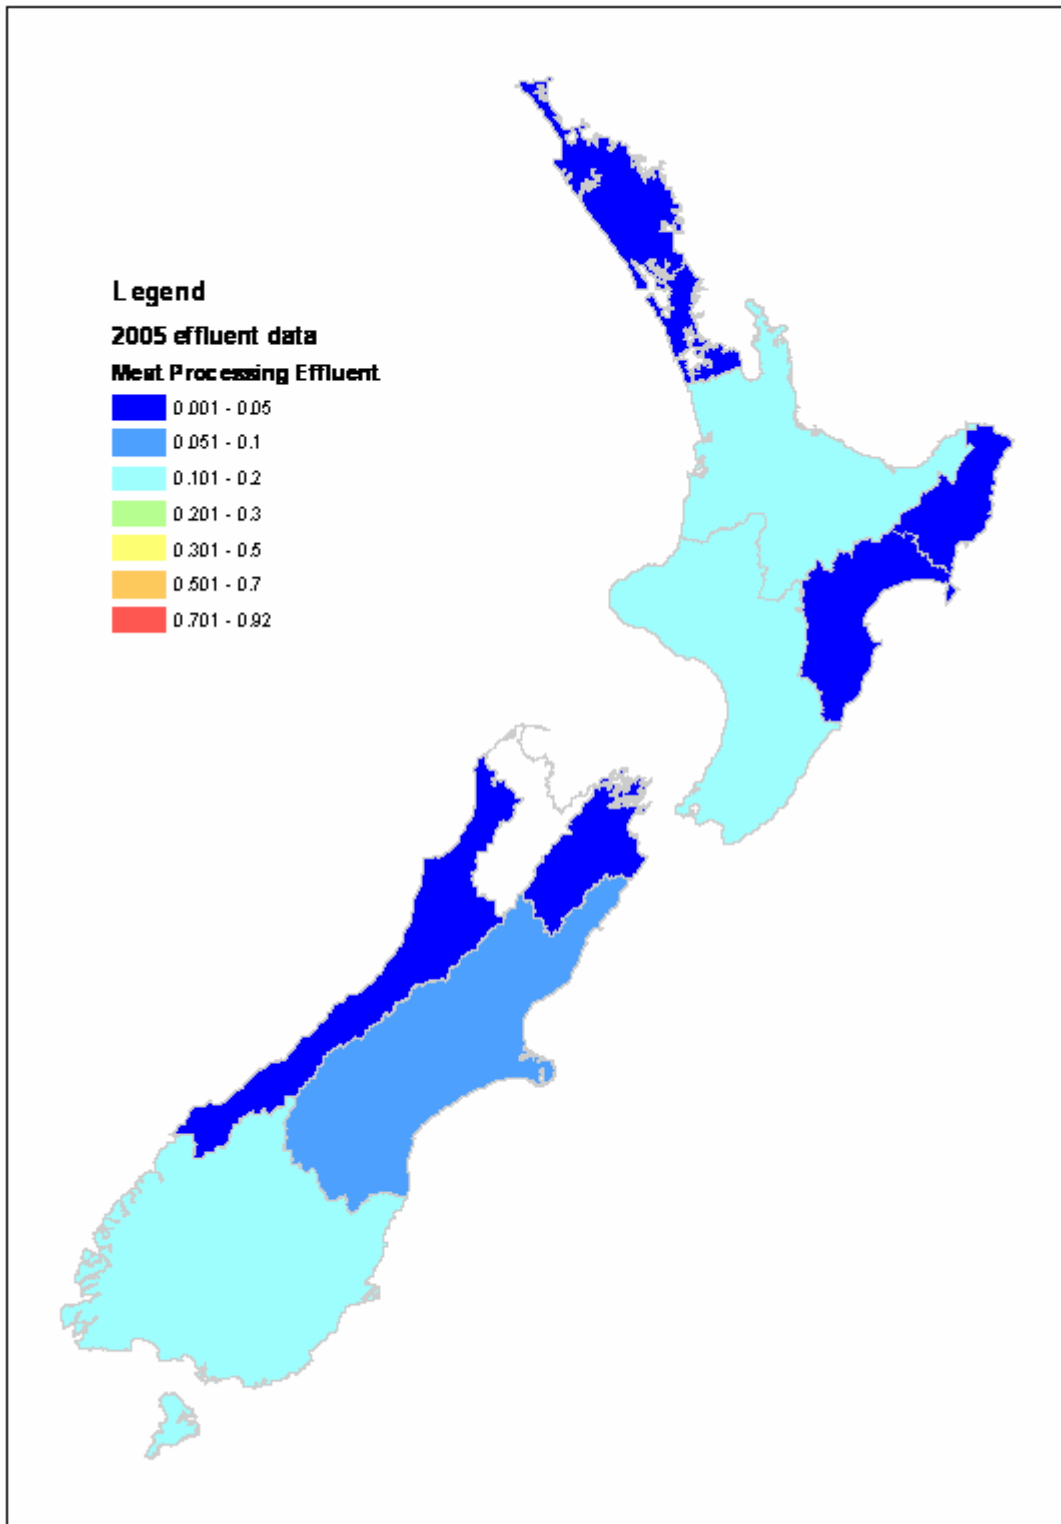 Legend
2005 effluent data
Meat Processing Effluent
0.001 - 0.05
0.051 - 0.1
0.101 - 0.2
0.201 - 0.3
0.301 - 0.5
0.501 - 0.7
0.701 - 0.92